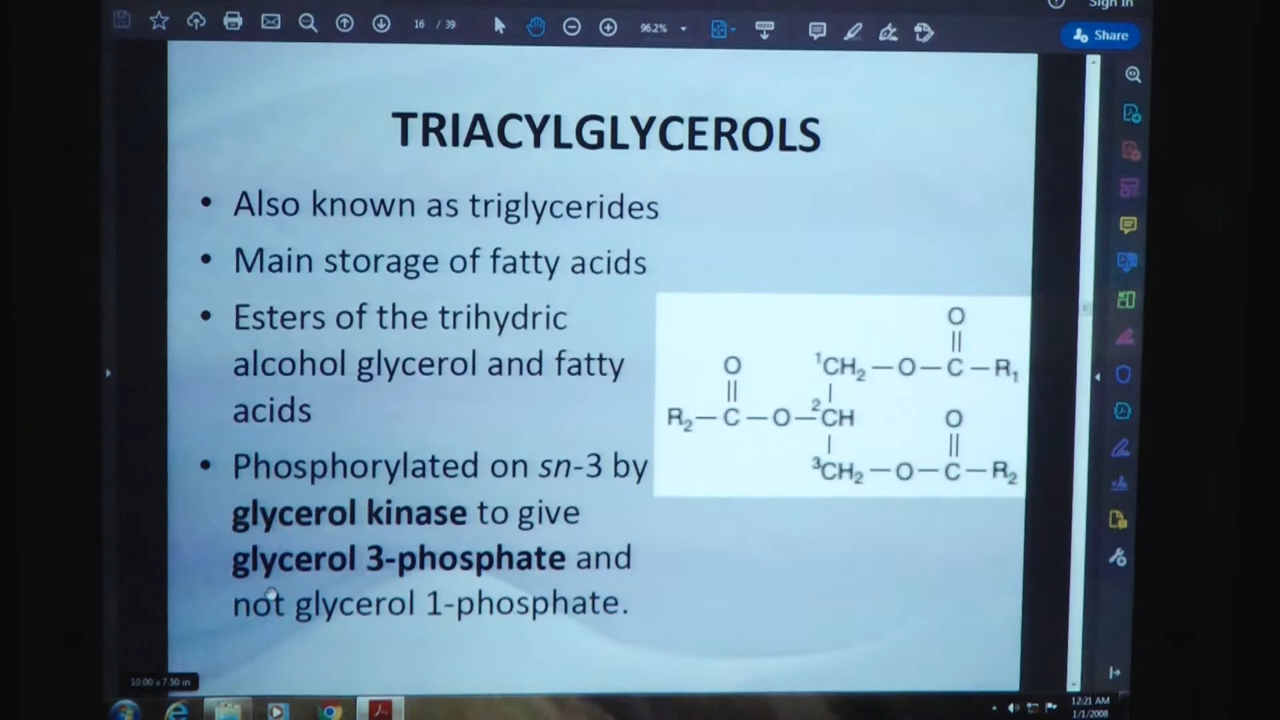 Sign In
16 / 39
96.2%
Share
TRIACYLGLYCEROLS
• Also known as triglycerides
• Main storage of fatty acids
• Esters of the trihydric
alcohol glycerol and fatty
acids
• Phosphorylated on sn-3 by
glycerol kinase to give
glycerol 3-phosphate and
not glycerol 1-phosphate.
O
||
O ¹CH₂—O—C—R₁
|| |
R₂—C—O—²CH O
| ||
³CH₂—O—C—R₂
10.00 x 7.50 in
12:21 AM
1/1/2008